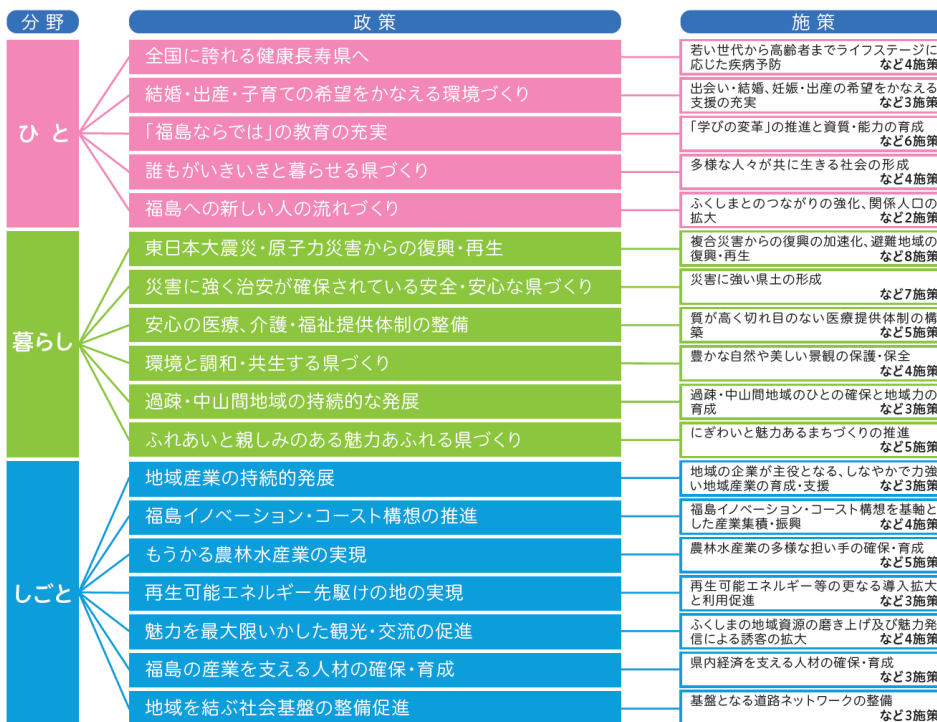 分野
政策
施策
ひと
全国に誇れる健康長寿県へ
若い世代から高齢者までライフステージに
応じた疾病予防 など4施策
結婚・出産・子育ての希望をかなえる環境づくり
出会い・結婚、妊娠・出産の希望をかなえる
支援の充実 など3施策
「福島ならでは」の教育の充実
「学びの変革」の推進と資質・能力の育成
など6施策
誰もがいきいきと暮らせる県づくり
多様な人々が共に生きる社会の形成
など4施策
福島への新しい人の流れづくり
ふくしまとのつながりの強化、関係人口の
拡大 など2施策
暮らし
東日本大震災・原子力災害からの復興・再生
複合災害からの復興の加速化、避難地域の
復興・再生 など8施策
災害に強く治安が確保されている安全・安心な県づくり
災害に強い県土の形成
など7施策
安心の医療、介護・福祉提供体制の整備
質が高く切れ目のない医療提供体制の構
築 など5施策
環境と調和・共生する県づくり
豊かな自然や美しい景観の保護・保全
など4施策
過疎・中山間地域の持続的な発展
過疎・中山間地域のひとの確保と地域力の
育成 など3施策
ふれあいと親しみのある魅力あふれる県づくり
にぎわいと魅力あるまちづくりの推進
など5施策
しごと
地域産業の持続的発展
地域の企業が主役となる、しなやかで力強
い地域産業の育成・支援 など3施策
福島イノベーション・コースト構想の推進
福島イノベーション・コースト構想を基軸と
した産業集積・振興 など4施策
もうかる農林水産業の実現
農林水産業の多様な担い手の確保・育成
など5施策
再生可能エネルギー先駆けの地の実現
再生可能エネルギー等の更なる導入拡大
と利用促進 など3施策
魅力を最大限いかした観光・交流の促進
ふくしまの地域資源の磨き上げ及び魅力発
信による誘客の拡大 など4施策
福島の産業を支える人材の確保・育成
県内経済を支える人材の確保・育成
など3施策
地域を結ぶ社会基盤の整備促進
基盤となる道路ネットワークの整備
など3施策